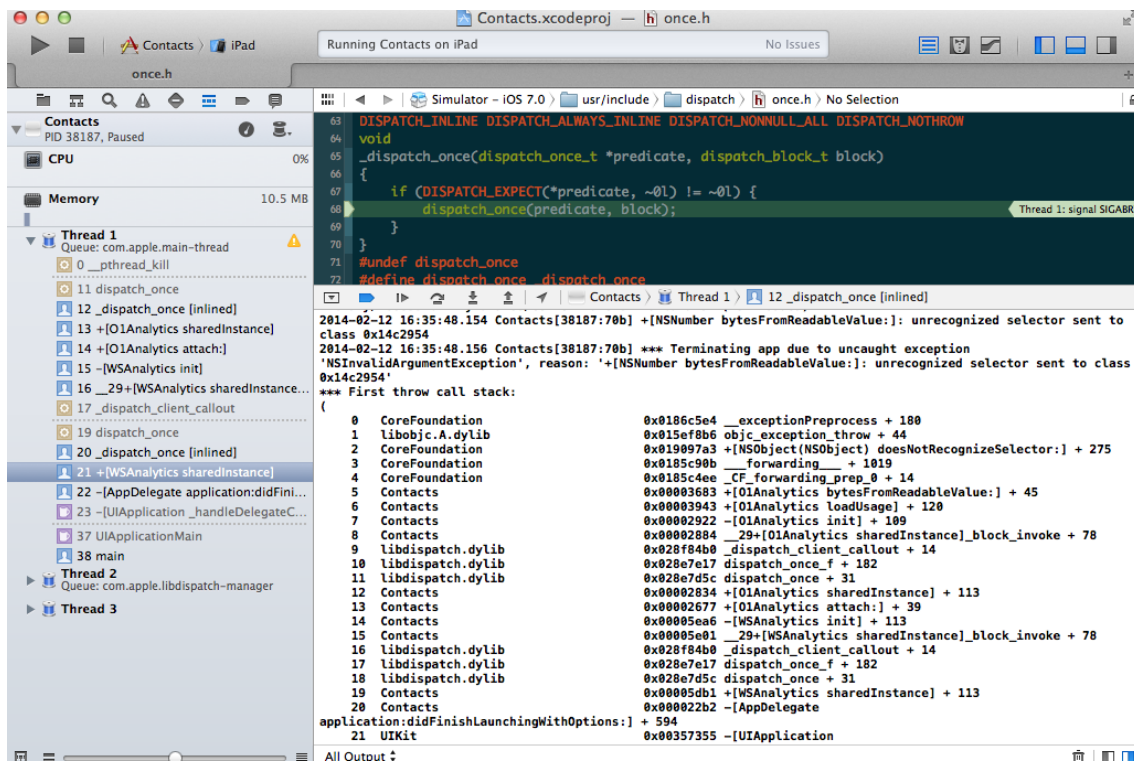 Contacts.xcodeproj — h once.h
Contacts iPad
Running Contacts on iPad No Issues
once.h
Simulator – iOS 7.0 usr/include dispatch h once.h No Selection
Contacts
PID 38187, Paused
CPU 0%
Memory 10.5 MB
Thread 1
Queue: com.apple.main-thread
0 __pthread_kill
11 dispatch_once
12 _dispatch_once [inlined]
13 +[O1Analytics sharedInstance]
14 +[O1Analytics attach:]
15 -[WSAnalytics init]
16 __29+[WSAnalytics sharedInstance...
17 _dispatch_client_callout
19 dispatch_once
20 _dispatch_once [inlined]
21 +[WSAnalytics sharedInstance]
22 -[AppDelegate application:didFini...
23 -[UIApplication _handleDelegateC...
37 UIApplicationMain
38 main
Thread 2
Queue: com.apple.libdispatch-manager
Thread 3
63 DISPATCH_INLINE DISPATCH_ALWAYS_INLINE DISPATCH_NONNULL_ALL DISPATCH_NOTHROW
64 void
65 _dispatch_once(dispatch_once_t *predicate, dispatch_block_t block)
66 {
67 if (DISPATCH_EXPECT(*predicate, ~0l) != ~0l) {
68 dispatch_once(predicate, block); Thread 1: signal SIGABR
69 }
70 }
71 #undef dispatch_once
72 #define dispatch_once _dispatch_once
Contacts Thread 1 12 _dispatch_once [inlined]
2014-02-12 16:35:48.154 Contacts[38187:70b] +[NSNumber bytesFromReadableValue:]: unrecognized selector sent to
class 0x14c2954
2014-02-12 16:35:48.156 Contacts[38187:70b] *** Terminating app due to uncaught exception
'NSInvalidArgumentException', reason: '+[NSNumber bytesFromReadableValue:]: unrecognized selector sent to class
0x14c2954'
*** First throw call stack:
(
0 CoreFoundation 0x0186c5e4 __exceptionPreprocess + 180
1 libobjc.A.dylib 0x015ef8b6 objc_exception_throw + 44
2 CoreFoundation 0x019097a3 +[NSObject(NSObject) doesNotRecognizeSelector:] + 275
3 CoreFoundation 0x0185c90b ___forwarding___ + 1019
4 CoreFoundation 0x0185c4ee _CF_forwarding_prep_0 + 14
5 Contacts 0x00003683 +[O1Analytics bytesFromReadableValue:] + 45
6 Contacts 0x00003943 +[O1Analytics loadUsage] + 120
7 Contacts 0x00002922 -[O1Analytics init] + 109
8 Contacts 0x00002884 __29+[O1Analytics sharedInstance]_block_invoke + 78
9 libdispatch.dylib 0x028f84b0 _dispatch_client_callout + 14
10 libdispatch.dylib 0x028e7e17 dispatch_once_f + 182
11 libdispatch.dylib 0x028e7d5c dispatch_once + 31
12 Contacts 0x00002834 +[O1Analytics sharedInstance] + 113
13 Contacts 0x00002677 +[O1Analytics attach:] + 39
14 Contacts 0x00005ea6 -[WSAnalytics init] + 113
15 Contacts 0x00005e01 __29+[WSAnalytics sharedInstance]_block_invoke + 78
16 libdispatch.dylib 0x028f84b0 _dispatch_client_callout + 14
17 libdispatch.dylib 0x028e7e17 dispatch_once_f + 182
18 libdispatch.dylib 0x028e7d5c dispatch_once + 31
19 Contacts 0x00005db1 +[WSAnalytics sharedInstance] + 113
20 Contacts 0x000022b2 -[AppDelegate
application:didFinishLaunchingWithOptions:] + 594
21 UIKit 0x00357355 -[UIApplication
All Output